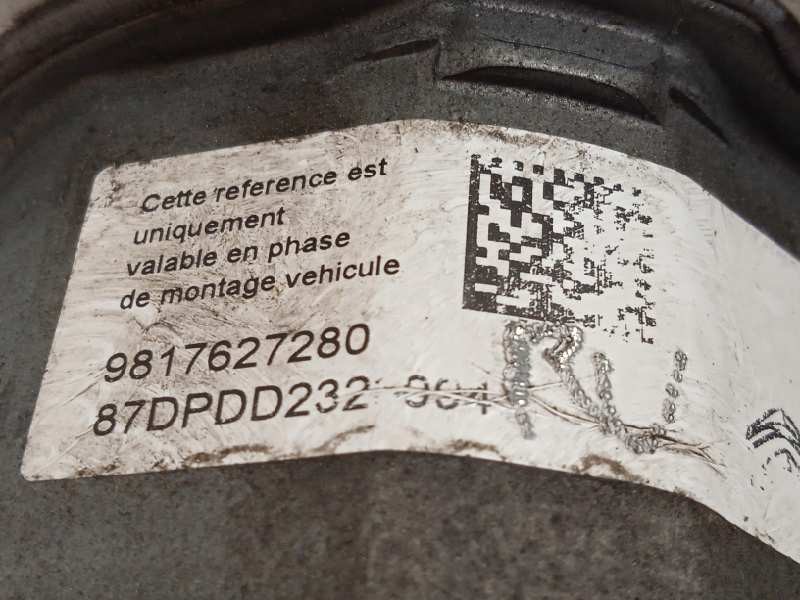 Cette reference est
uniquement
valable en phase
de montage vehicule
9817627280